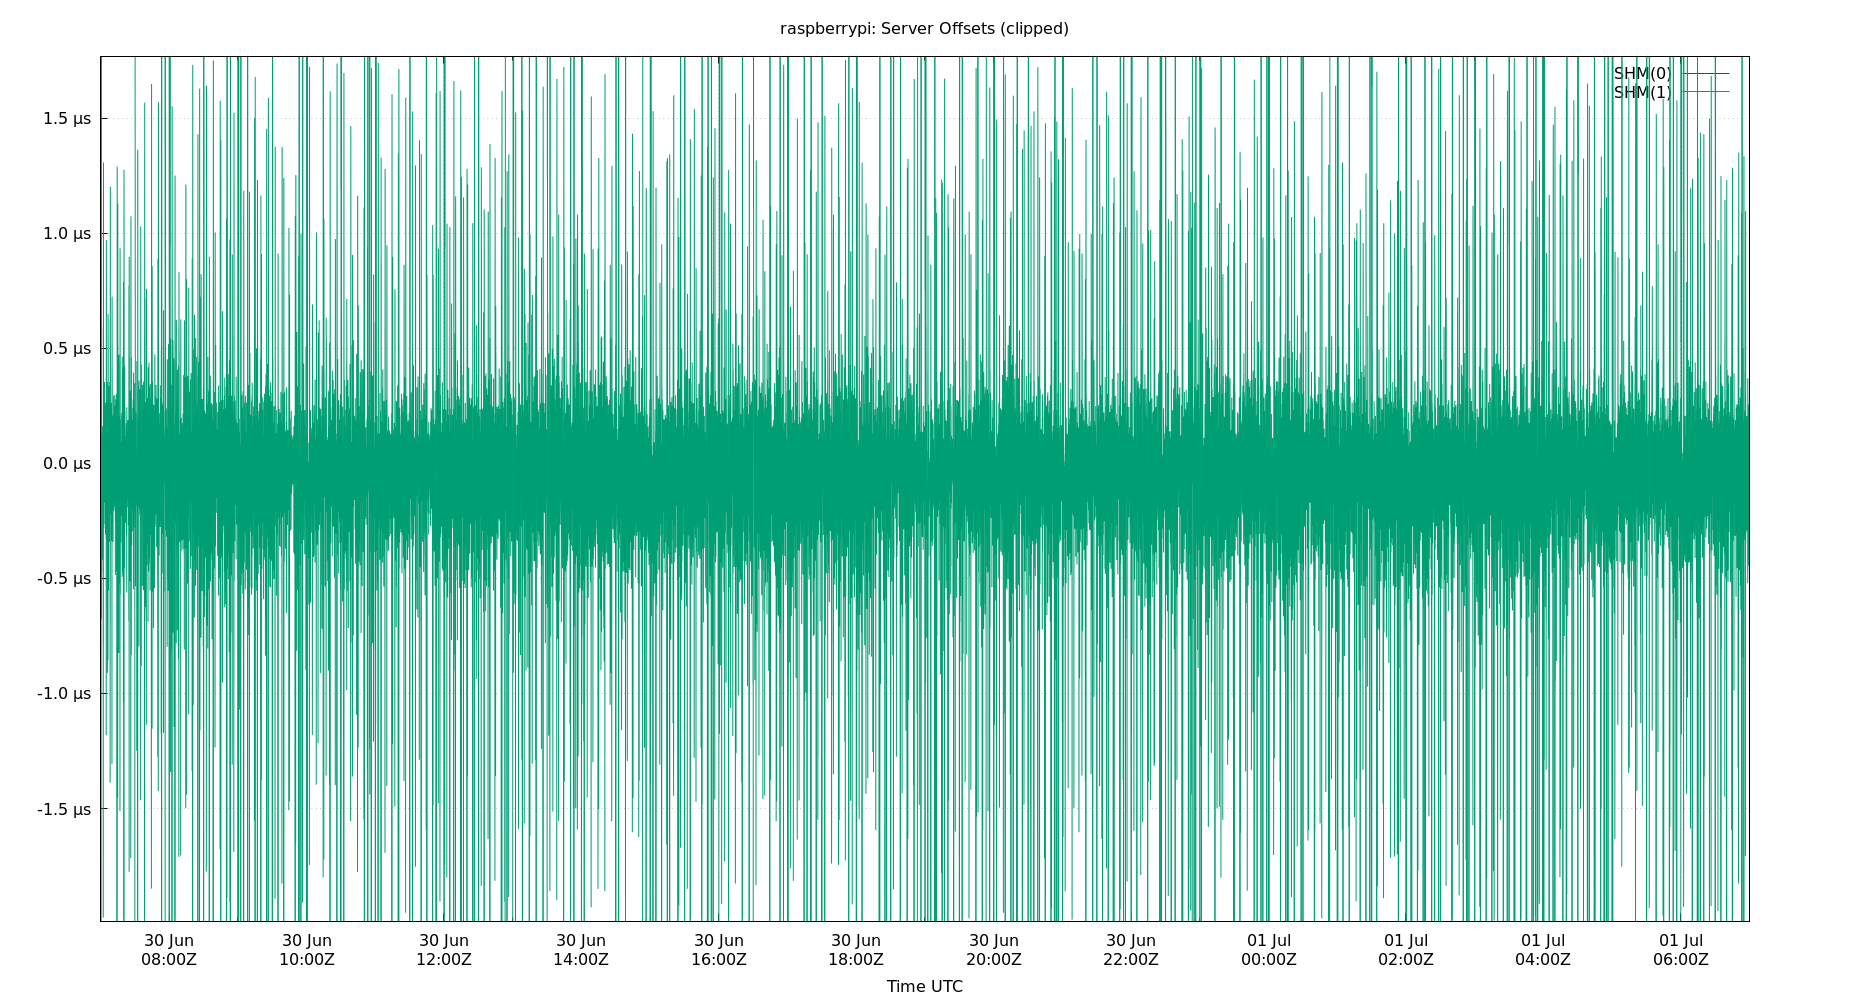 raspberrypi: Server Offsets (clipped)
SHM(0)
SHM(1)
1.5 µs
1.0 µs
0.5 µs
0.0 µs
-0.5 µs
-1.0 µs
-1.5 µs
30 Jun 30 Jun 30 Jun 30 Jun 30 Jun 30 Jun 30 Jun 30 Jun 01 Jul 01 Jul 01 Jul 01 Jul
08:00Z 10:00Z 12:00Z 14:00Z 16:00Z 18:00Z 20:00Z 22:00Z 00:00Z 02:00Z 04:00Z 06:00Z
Time UTC